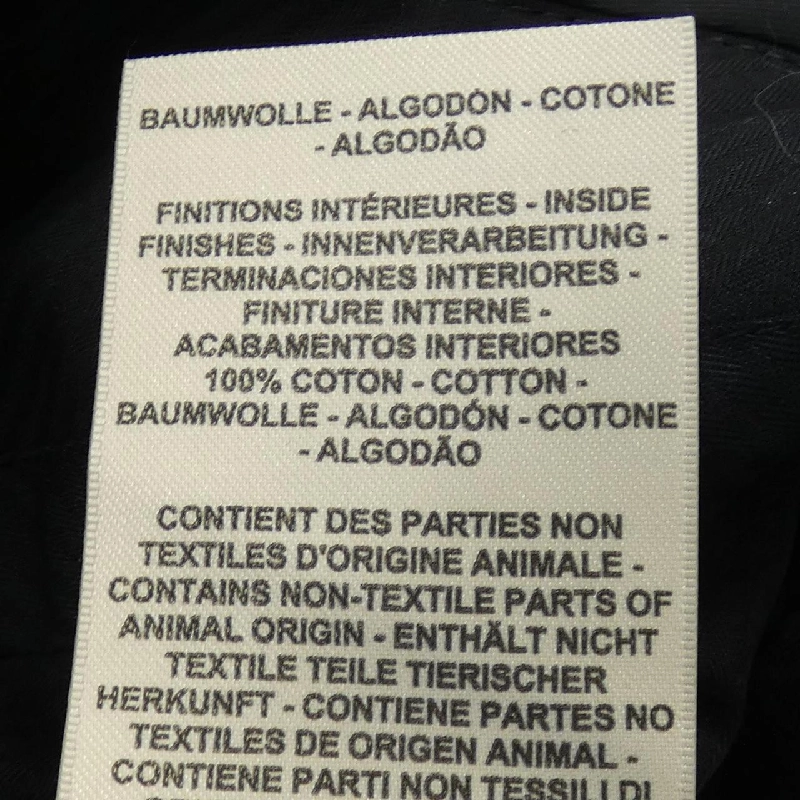 BAUMWOLLE - ALGODÓN - COTONE
- ALGODÃO
FINITIONS INTÉRIEURES - INSIDE
FINISHES - INNENVERARBEITUNG -
TERMINACIONES INTERIORES -
FINITURE INTERNE -
ACABAMENTOS INTERIORES
100% COTON - COTTON -
BAUMWOLLE - ALGODÓN - COTONE
- ALGODÃO
CONTIENT DES PARTIES NON
TEXTILES D'ORIGINE ANIMALE -
CONTAINS NON-TEXTILE PARTS OF
ANIMAL ORIGIN - ENTHÄLT NICHT
TEXTILE TEILE TIERISCHER
HERKUNFT - CONTIENE PARTES NO
TEXTILES DE ORIGEN ANIMAL -
CONTIENE PARTI NON TESSILI DI